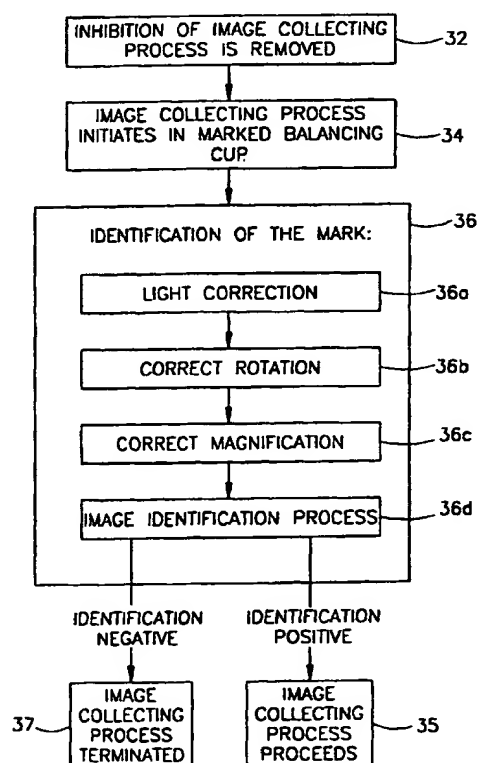 INHIBITION OF IMAGE COLLECTING
PROCESS IS REMOVED
32
IMAGE COLLECTING PROCESS
INITIATES IN MARKED BALANCING
CUP.
34
36
IDENTIFICATION OF THE MARK:
LIGHT CORRECTION
36a
CORRECT ROTATION
36b
CORRECT MAGNIFICATION
36c
IMAGE IDENTIFICATION PROCESS
36d
IDENTIFICATION
NEGATIVE
IDENTIFICATION
POSITIVE
37
IMAGE
COLLECTING
PROCESS
TERMINATED
IMAGE
COLLECTING
PROCESS
PROCEEDS
35